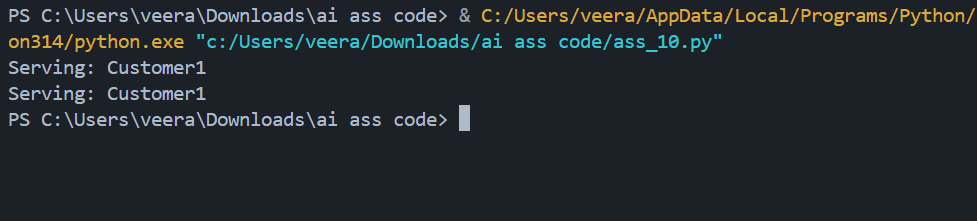 PS C:\Users\veera\Downloads\ai ass code> & C:/Users/veera/AppData/Local/Programs/Python/
on314/python.exe "c:/Users/veera/Downloads/ai ass code/ass_10.py"
Serving: Customer1
Serving: Customer1
PS C:\Users\veera\Downloads\ai ass code>